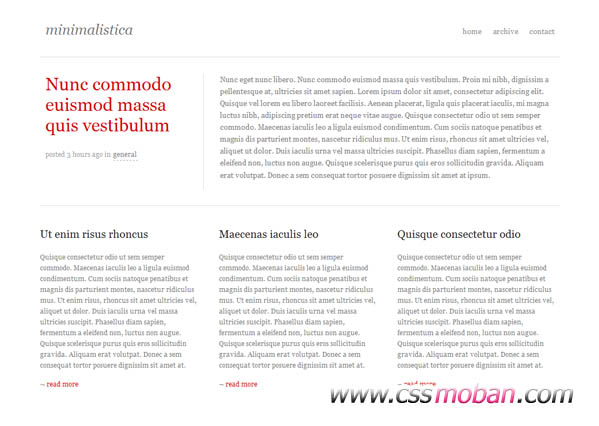 minimalistica
home archive contact
Nunc commodo
euismod massa
quis vestibulum
posted 3 hours ago in general
Nunc eget nunc libero. Nunc commodo euismod massa quis vestibulum. Proin mi nibh, dignissim a
pellentesque at, ultricies sit amet sapien. Lorem ipsum dolor sit amet, consectetur adipiscing elit.
Quisque vel lorem eu libero laoreet facilisis. Aenean placerat, ligula quis placerat iaculis, mi magna
luctus nibh, adipiscing pretium erat neque vitae augue. Quisque consectetur odio ut sem semper
commodo. Maecenas iaculis leo a ligula euismod condimentum. Cum sociis natoque penatibus et
magnis dis parturient montes, nascetur ridiculus mus. Ut enim risus, rhoncus sit amet ultricies vel,
aliquet ut dolor. Duis iaculis urna vel massa ultricies suscipit. Phasellus diam sapien, fermentum a
eleifend non, luctus non augue. Quisque scelerisque purus quis eros sollicitudin gravida. Aliquam
erat volutpat. Donec a sem consequat tortor posuere dignissim sit amet at ipsum.
Ut enim risus rhoncus
Quisque consectetur odio ut sem semper
commodo. Maecenas iaculis leo a ligula euismod
condimentum. Cum sociis natoque penatibus et
magnis dis parturient montes, nascetur ridiculus
mus. Ut enim risus, rhoncus sit amet ultricies vel,
aliquet ut dolor. Duis iaculis urna vel massa
ultricies suscipit. Phasellus diam sapien,
fermentum a eleifend non, luctus non augue.
Quisque scelerisque purus quis eros sollicitudin
gravida. Aliquam erat volutpat. Donec a sem
consequat tortor posuere dignissim sit amet at.
~ read more
Maecenas iaculis leo
Quisque consectetur odio ut sem semper
commodo. Maecenas iaculis leo a ligula euismod
condimentum. Cum sociis natoque penatibus et
magnis dis parturient montes, nascetur ridiculus
mus. Ut enim risus, rhoncus sit amet ultricies vel,
aliquet ut dolor. Duis iaculis urna vel massa
ultricies suscipit. Phasellus diam sapien,
fermentum a eleifend non, luctus non augue.
Quisque scelerisque purus quis eros sollicitudin
gravida. Aliquam erat volutpat. Donec a sem
consequat tortor posuere dignissim sit amet at.
~ read more
Quisque consectetur odio
Quisque consectetur odio ut sem semper
commodo. Maecenas iaculis leo a ligula euismod
condimentum. Cum sociis natoque penatibus et
magnis dis parturient montes, nascetur ridiculus
mus. Ut enim risus, rhoncus sit amet ultricies vel,
aliquet ut dolor. Duis iaculis urna vel massa
ultricies suscipit. Phasellus diam sapien,
fermentum a eleifend non, luctus non augue.
Quisque scelerisque purus quis eros sollicitudin
gravida. Aliquam erat volutpat. Donec a sem
consequat tortor posuere dignissim sit amet at.
~ read more
www.cssmoban.com